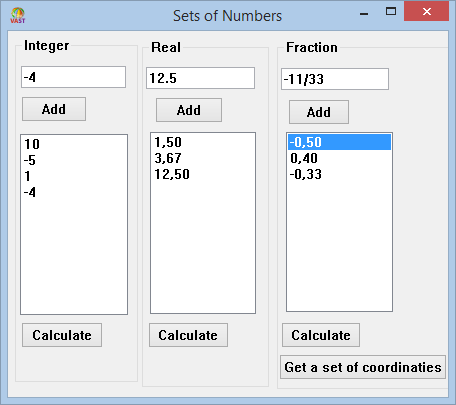 Sets of Numbers
VAST
Integer
-4
Add
10
-5
1
-4
Calculate
Real
12.5
Add
1,50
3,67
12,50
Calculate
Fraction
-11/33
Add
-0,50
0,40
-0,33
Calculate
Get a set of coordinaties